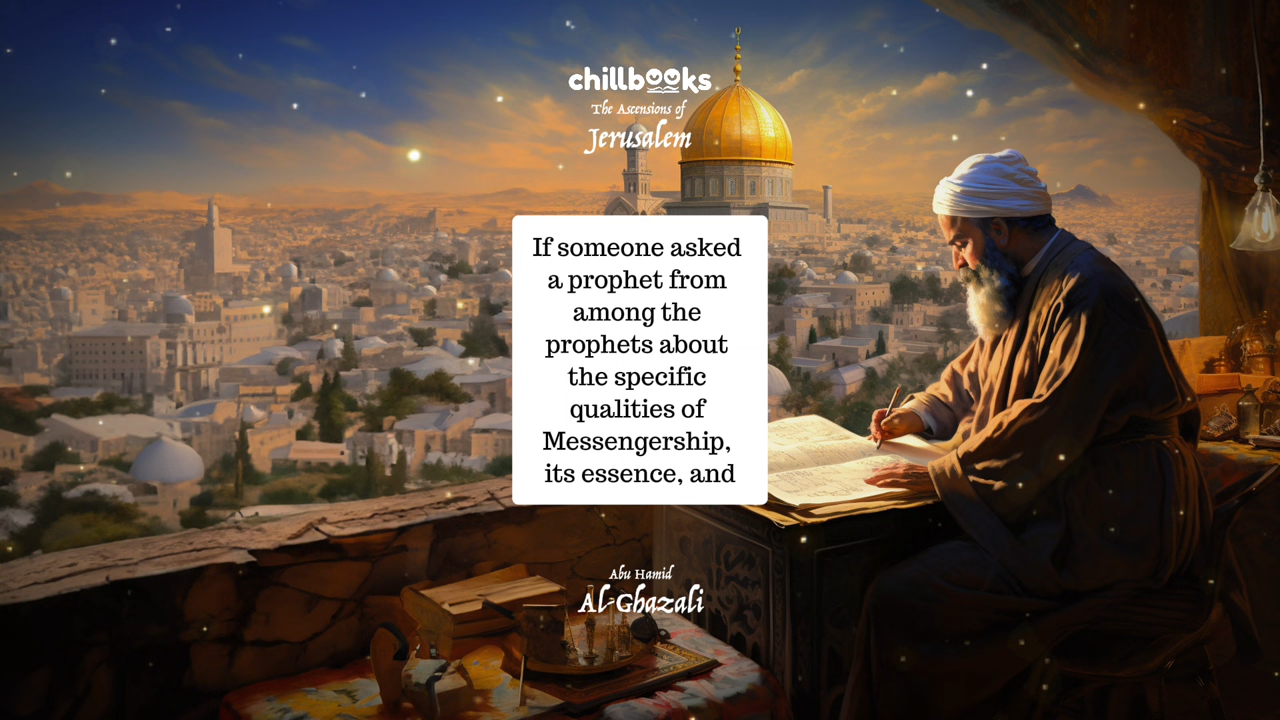 chillbooks
The Ascensions of
Jerusalem
If someone asked
a prophet from
among the
prophets about
the specific
qualities of
Messengership,
its essence, and
Abu Hamid
Al-Ghazali